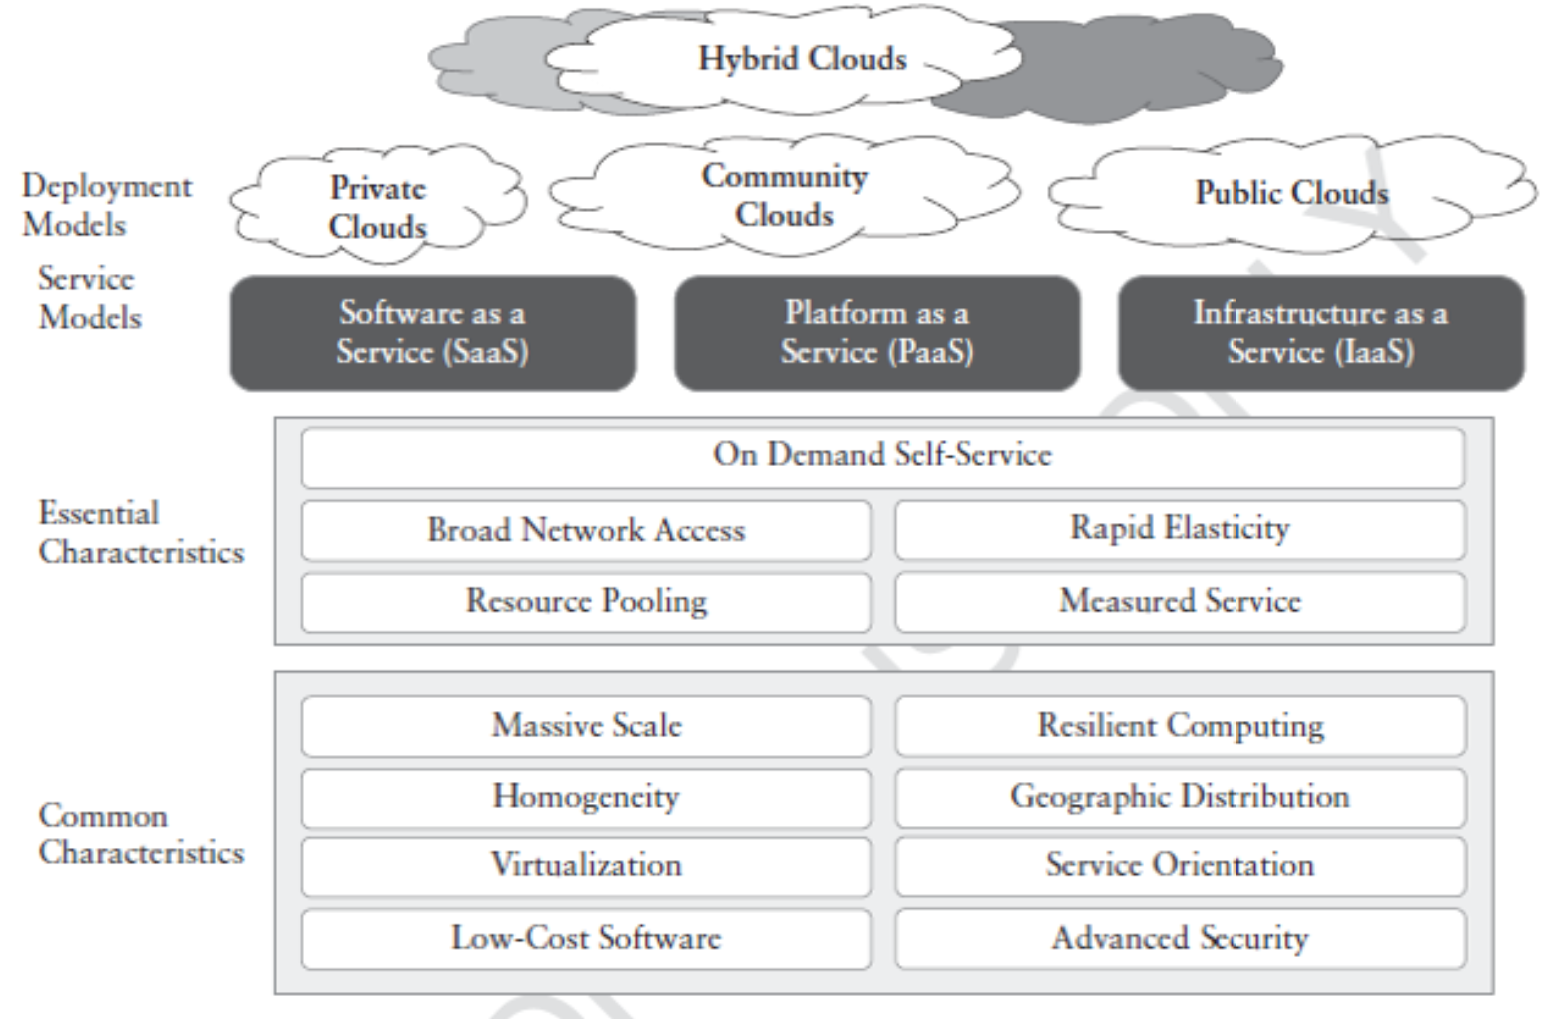 Hybrid Clouds
Deployment
Models
Private
Clouds
Community
Clouds
Public Clouds
Service
Models
Software as a
Service (SaaS)
Platform as a
Service (PaaS)
Infrastructure as a
Service (IaaS)
Essential
Characteristics
On Demand Self-Service
Broad Network Access
Rapid Elasticity
Resource Pooling
Measured Service
Common
Characteristics
Massive Scale
Resilient Computing
Homogeneity
Geographic Distribution
Virtualization
Service Orientation
Low-Cost Software
Advanced Security